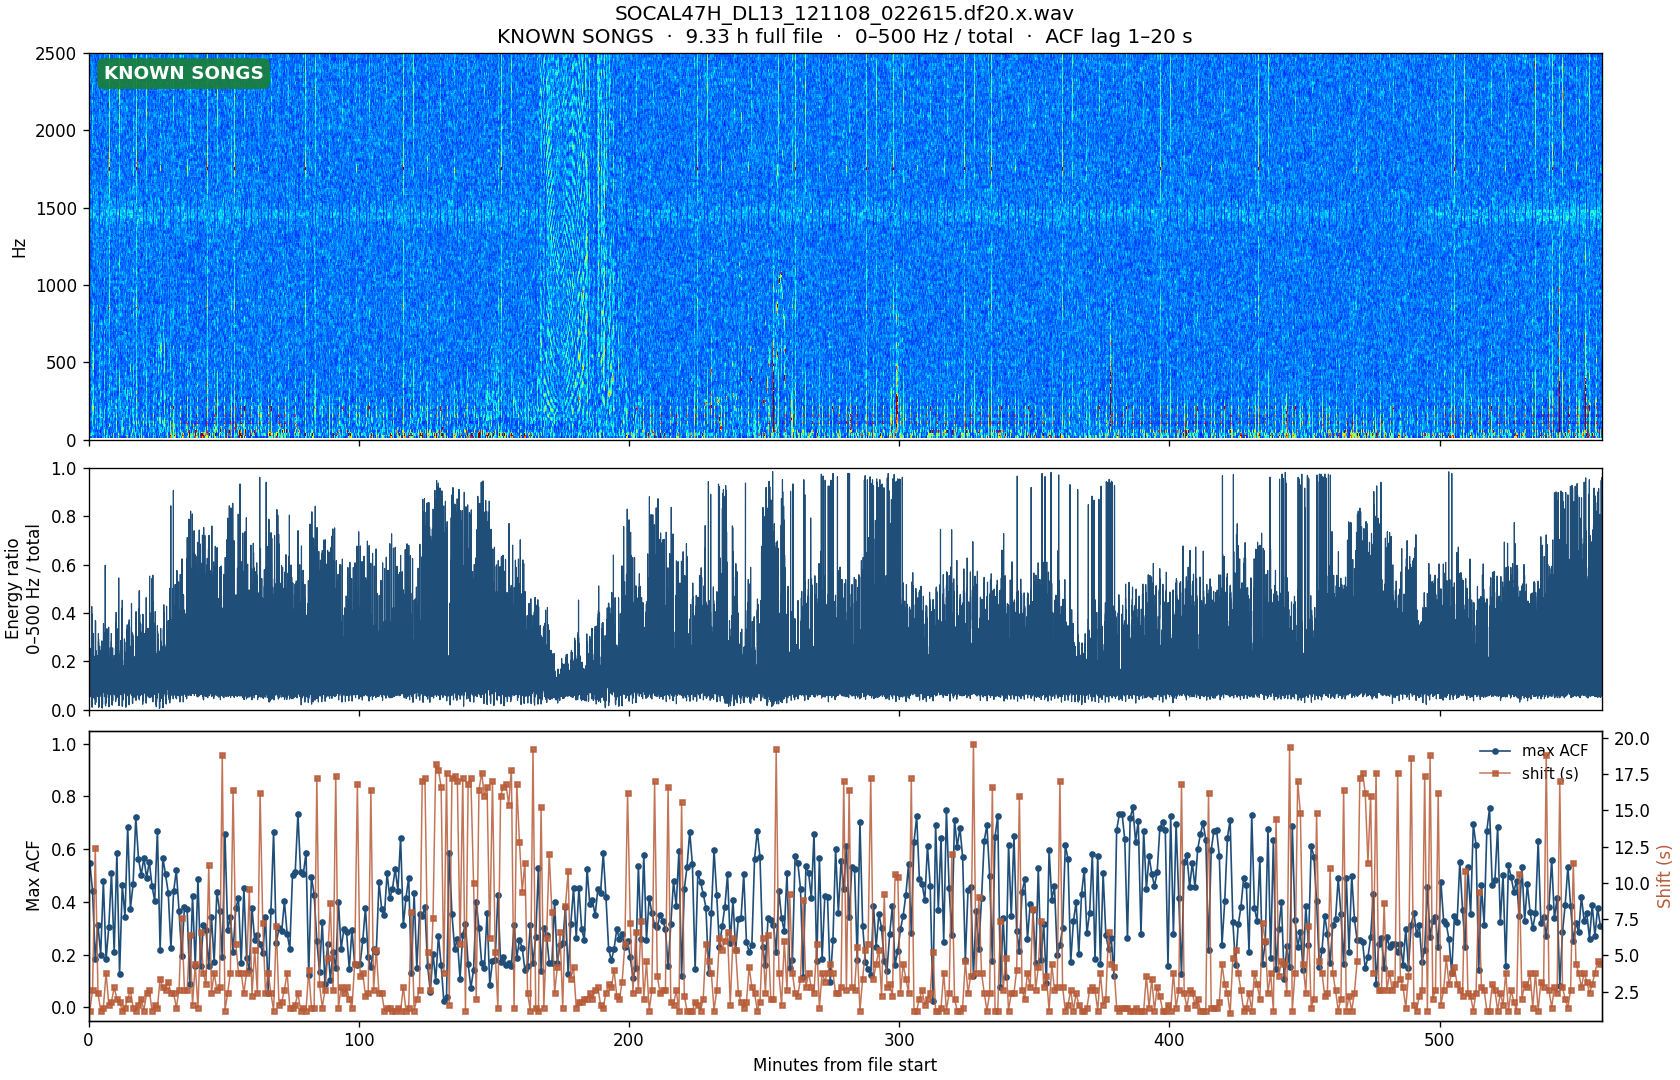 SOCAL47H_DL13_121108_022615.df20.x.wav
KNOWN SONGS · 9.33 h full file · 0–500 Hz / total · ACF lag 1–20 s
KNOWN SONGS
2500
2000
1500
1000
500
0
Hz
1.0
0.8
0.6
0.4
0.2
0.0
Energy ratio
0–500 Hz / total
1.0
0.8
0.6
0.4
0.2
0.0
Max ACF
max ACF
shift (s)
20.0
17.5
15.0
12.5
10.0
7.5
5.0
2.5
Shift (s)
0
100
200
300
400
500
Minutes from file start